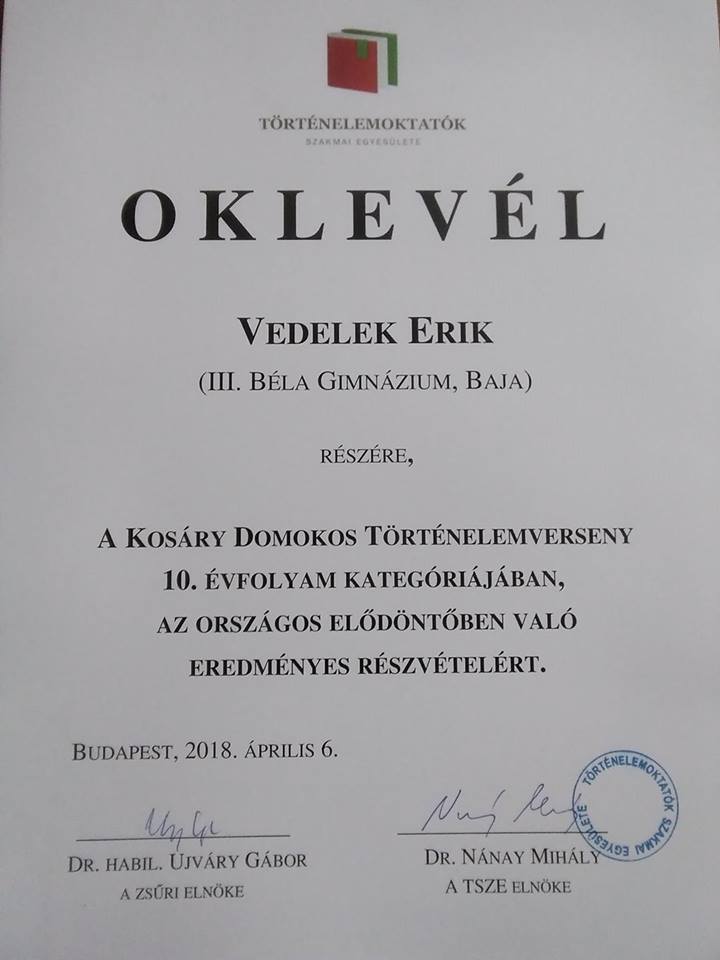 TÖRTÉNELEMOKTATÓK
SZAKMAI EGYESÜLETE
OKLEVÉL
VEDELEK ERIK
(III. BÉLA GIMNÁZIUM, BAJA)
RÉSZÉRE,
A KOSÁRY DOMOKOS TÖRTÉNELEMVERSENY
10. ÉVFOLYAM KATEGÓRIÁJÁBAN,
AZ ORSZÁGOS ELŐDÖNTŐBEN VALÓ
EREDMÉNYES RÉSZVÉTELÉRT.
BUDAPEST, 2018. ÁPRILIS 6.
TÖRTÉNELEMOKTATÓK SZAKMAI EGYESÜLETE
DR. HABIL. UJVÁRY GÁBOR
A ZSŰRI ELNÖKE
DR. NÁNAY MIHÁLY
A TSZE ELNÖKE